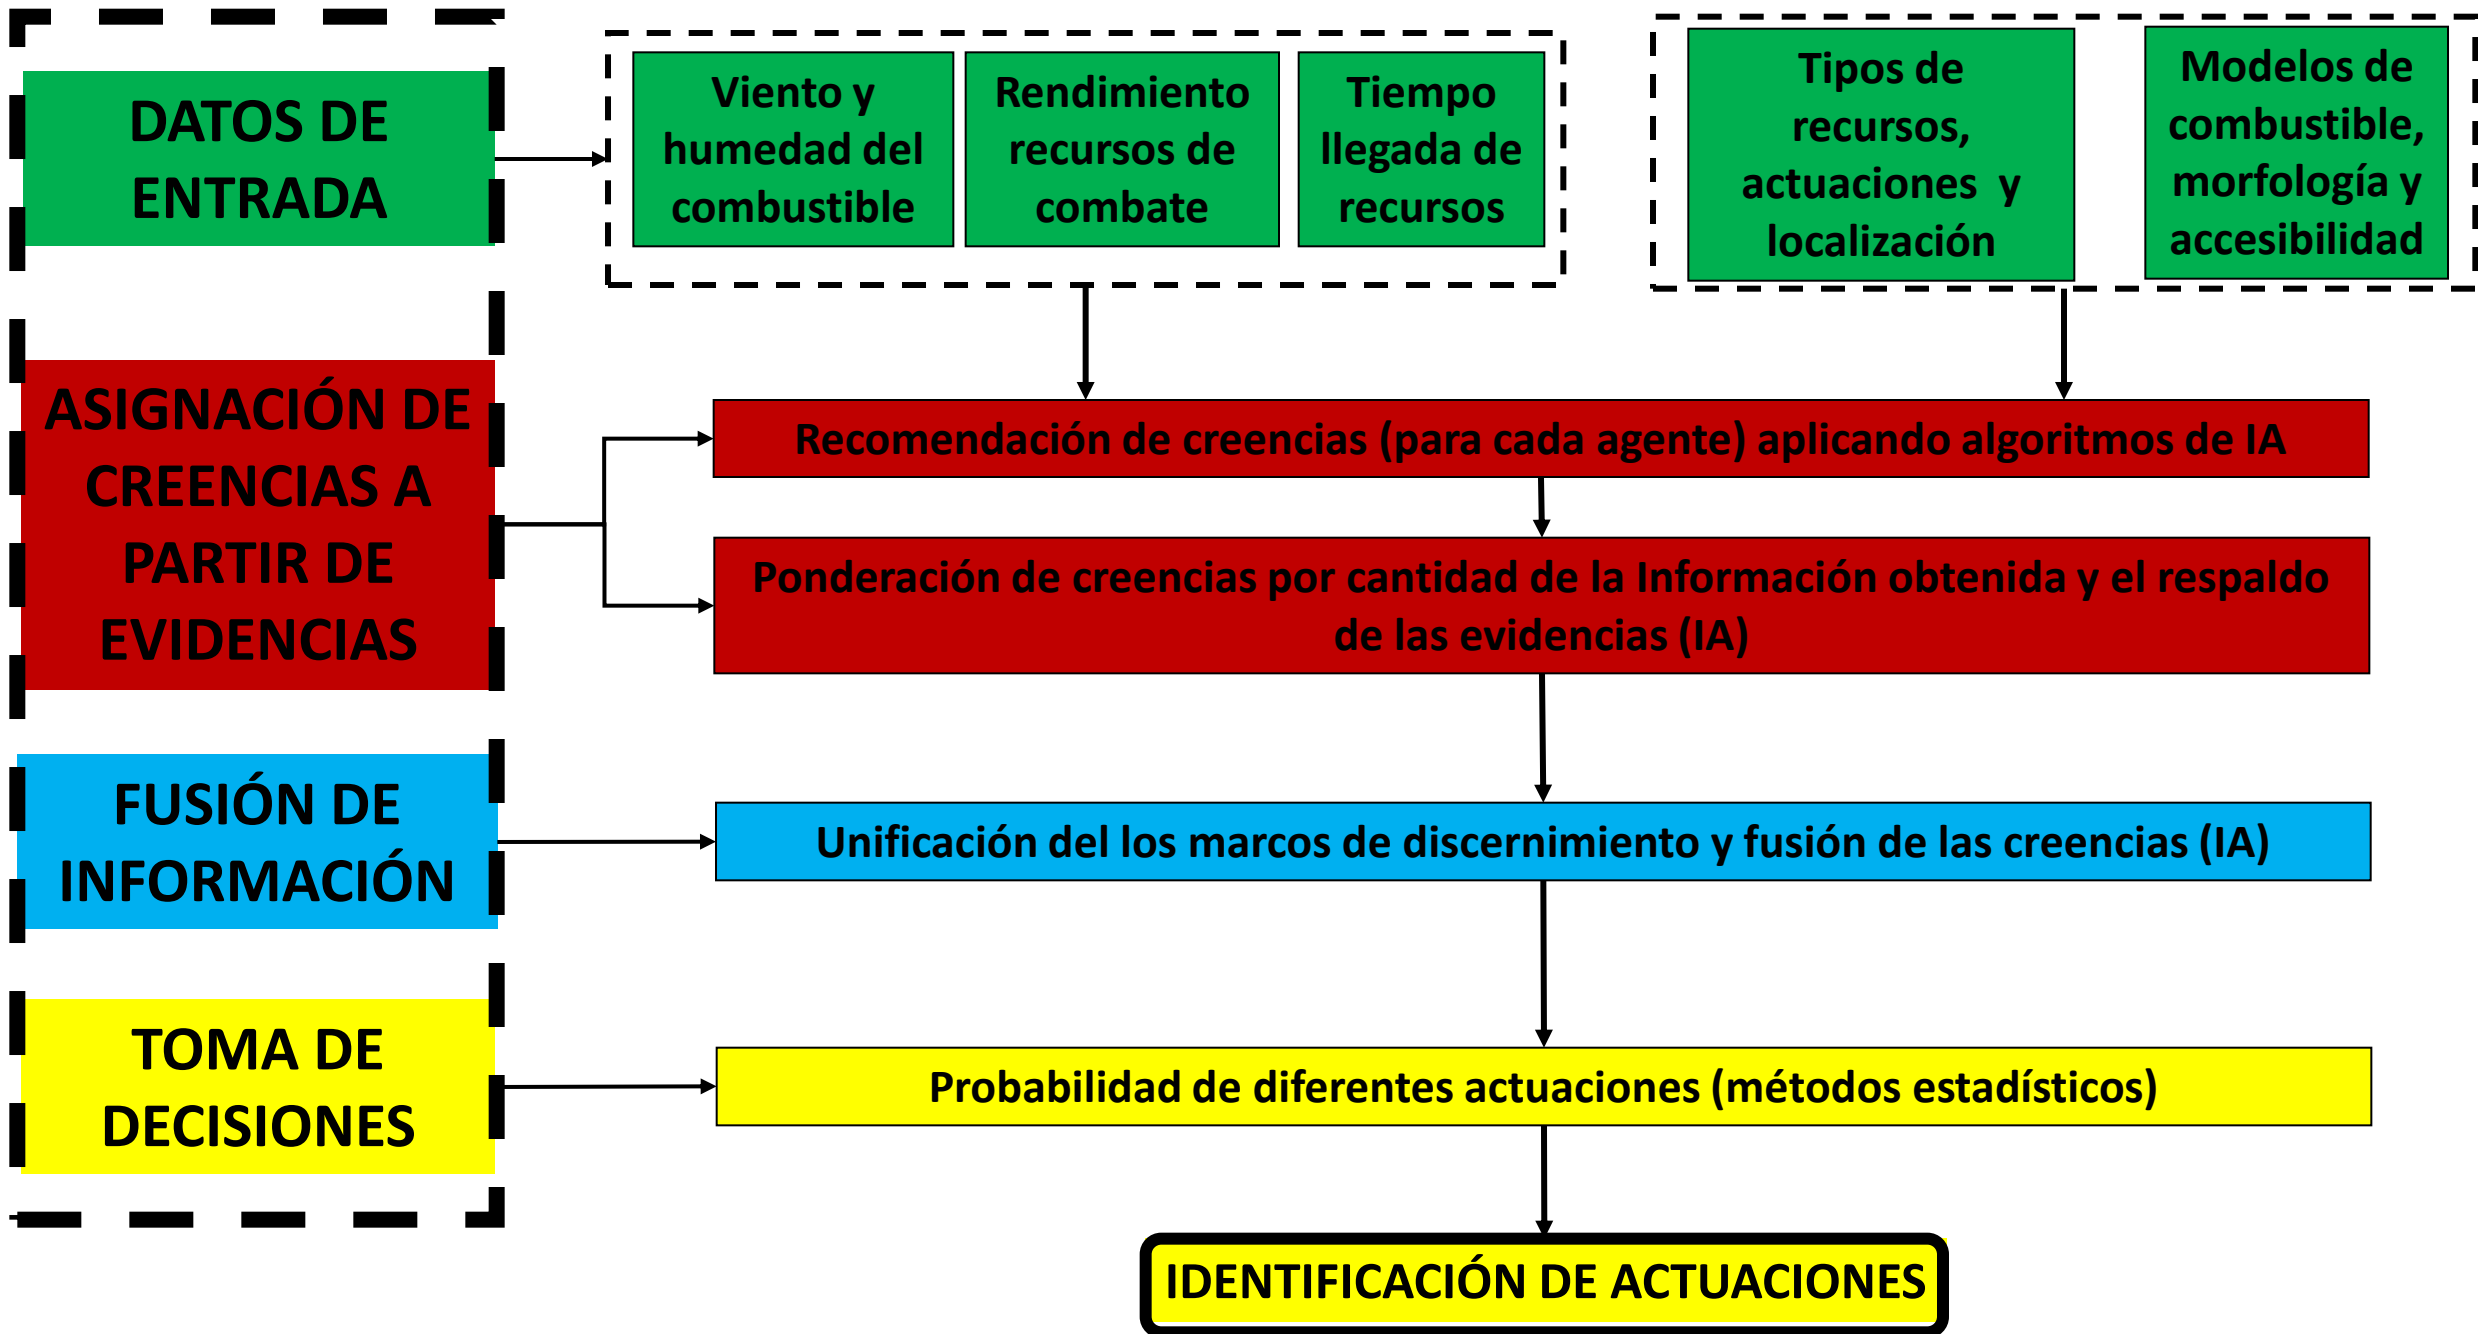 DATOS DE
ENTRADA
Viento y
humedad del
combustible
Rendimiento
recursos de
combate
Tiempo
llegada de
recursos
Tipos de
recursos,
actuaciones y
localización
Modelos de
combustible,
morfología y
accesibilidad
ASIGNACIÓN DE
CREENCIAS A
PARTIR DE
EVIDENCIAS
Recomendación de creencias (para cada agente) aplicando algoritmos de IA
Ponderación de creencias por cantidad de la Información obtenida y el respaldo
de las evidencias (IA)
FUSIÓN DE
INFORMACIÓN
Unificación del los marcos de discernimiento y fusión de las creencias (IA)
TOMA DE
DECISIONES
Probabilidad de diferentes actuaciones (métodos estadísticos)
IDENTIFICACIÓN DE ACTUACIONES